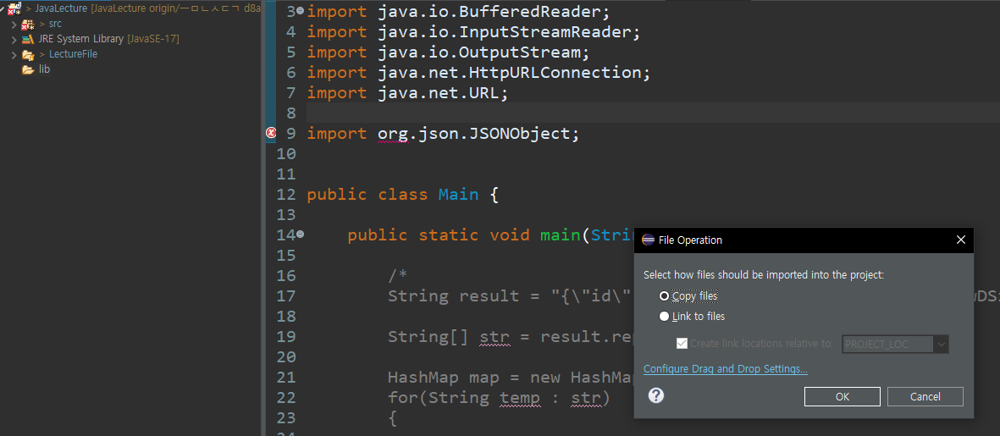 > JavaLecture [JavaLecture origin/ㅡㅁㄴㅅㄷㄱ d8a
> src
JRE System Library [JavaSE-17]
> LectureFile
lib
3 import java.io.BufferedReader;
4 import java.io.InputStreamReader;
5 import java.io.OutputStream;
6 import java.net.HttpURLConnection;
7 import java.net.URL;
8
9 import org.json.JSONObject;
10
11
12 public class Main {
13
14 public static void main(Strin
15
16 /*
17 String result = "{\"id\"
18
19 String[] str = result.rep
20
21 HashMap map = new HashMap
22 for(String temp : str)
23 {
File Operation
Select how files should be imported into the project:
Copy files
Link to files
Create link locations relative to: PROJECT_LOC
Configure Drag and Drop Settings...
OK Cancel